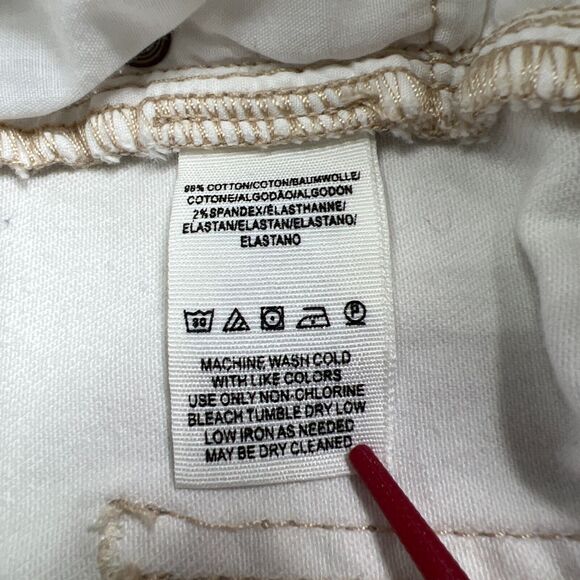 98% COTTON/COTON/BAUMWOLLE/
COTONE/ALGODÃO/ALGODÓN
2%SPANDEX/ÉLASTHANNE/
ELASTAN/ELASTAN/ELASTANO/
ELASTANO
30
P
MACHINE WASH COLD
WITH LIKE COLORS
USE ONLY NON-CHLORINE
BLEACH TUMBLE DRY LOW
LOW IRON AS NEEDED
MAY BE DRY CLEANED